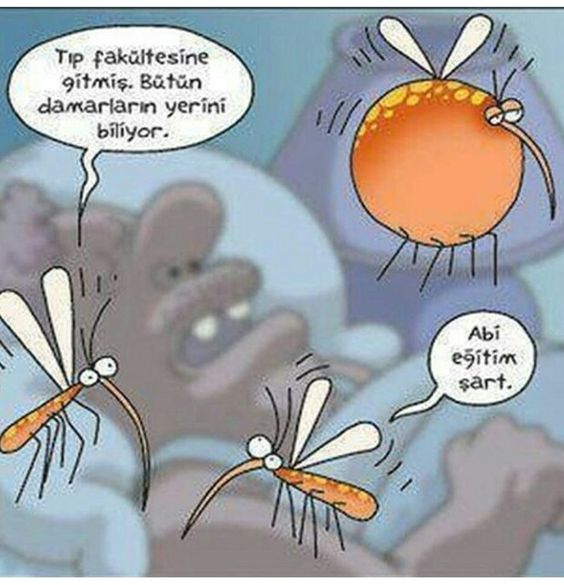 Tıp fakültesine
gitmiş. Bütün
damarların yerini
biliyor.
Abi
eğitim
şart.